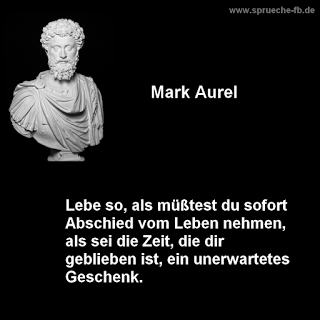 www.sprueche-fb.de
Mark Aurel
Lebe so, als müßtest du sofort
Abschied vom Leben nehmen,
als sei die Zeit, die dir
geblieben ist, ein unerwartetes
Geschenk.